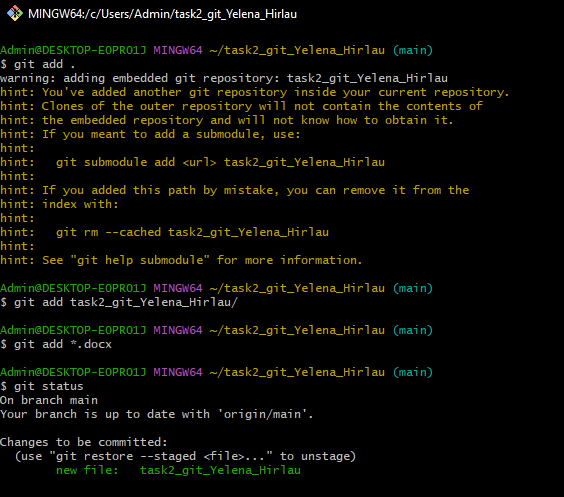 MINGW64:/c/Users/Admin/task2_git_Yelena_Hirlau
Admin@DESKTOP-EOPRO1J MINGW64 ~/task2_git_Yelena_Hirlau (main)
$ git add .
warning: adding embedded git repository: task2_git_Yelena_Hirlau
hint: You've added another git repository inside your current repository.
hint: Clones of the outer repository will not contain the contents of
hint: the embedded repository and will not know how to obtain it.
hint: If you meant to add a submodule, use:
hint:
hint:   git submodule add <url> task2_git_Yelena_Hirlau
hint:
hint: If you added this path by mistake, you can remove it from the
hint: index with:
hint:
hint:   git rm --cached task2_git_Yelena_Hirlau
hint:
hint: See "git help submodule" for more information.
Admin@DESKTOP-EOPRO1J MINGW64 ~/task2_git_Yelena_Hirlau (main)
$ git add task2_git_Yelena_Hirlau/
Admin@DESKTOP-EOPRO1J MINGW64 ~/task2_git_Yelena_Hirlau (main)
$ git add *.docx
Admin@DESKTOP-EOPRO1J MINGW64 ~/task2_git_Yelena_Hirlau (main)
$ git status
On branch main
Your branch is up to date with 'origin/main'.
Changes to be committed:
  (use "git restore --staged <file>..." to unstage)
        new file:   task2_git_Yelena_Hirlau